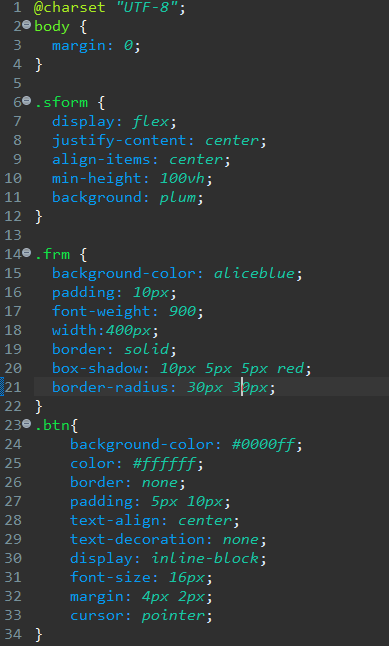 1 @charset "UTF-8";
2 body {
3 margin: 0;
4 }
5
6 .sform {
7 display: flex;
8 justify-content: center;
9 align-items: center;
10 min-height: 100vh;
11 background: plum;
12 }
13
14 .frm {
15 background-color: aliceblue;
16 padding: 10px;
17 font-weight: 900;
18 width:400px;
19 border: solid;
20 box-shadow: 10px 5px 5px red;
21 border-radius: 30px 30px;
22 }
23 .btn{
24 background-color: #0000ff;
25 color: #ffffff;
26 border: none;
27 padding: 5px 10px;
28 text-align: center;
29 text-decoration: none;
30 display: inline-block;
31 font-size: 16px;
32 margin: 4px 2px;
33 cursor: pointer;
34 }